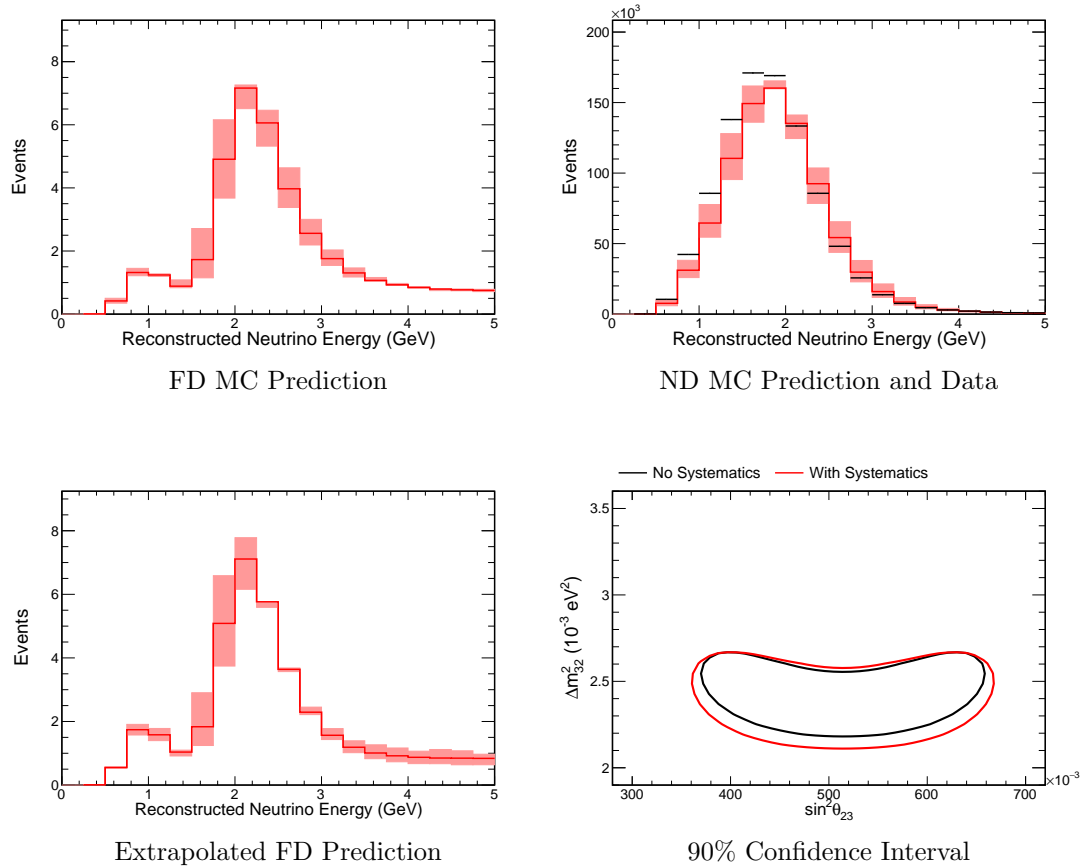 8
6
4
2
0
Events
0 1 2 3 4 5
Reconstructed Neutrino Energy (GeV)
FD MC Prediction
×10³
200
150
100
50
0
Events
0 1 2 3 4 5
Reconstructed Neutrino Energy (GeV)
ND MC Prediction and Data
8
6
4
2
0
Events
0 1 2 3 4 5
Reconstructed Neutrino Energy (GeV)
Extrapolated FD Prediction
No Systematics With Systematics
3.5
3
2.5
2
Δm²₃₂ (10⁻³ eV²)
300 400 500 600 700
×10⁻³
sin²θ₂₃
90% Confidence Interval